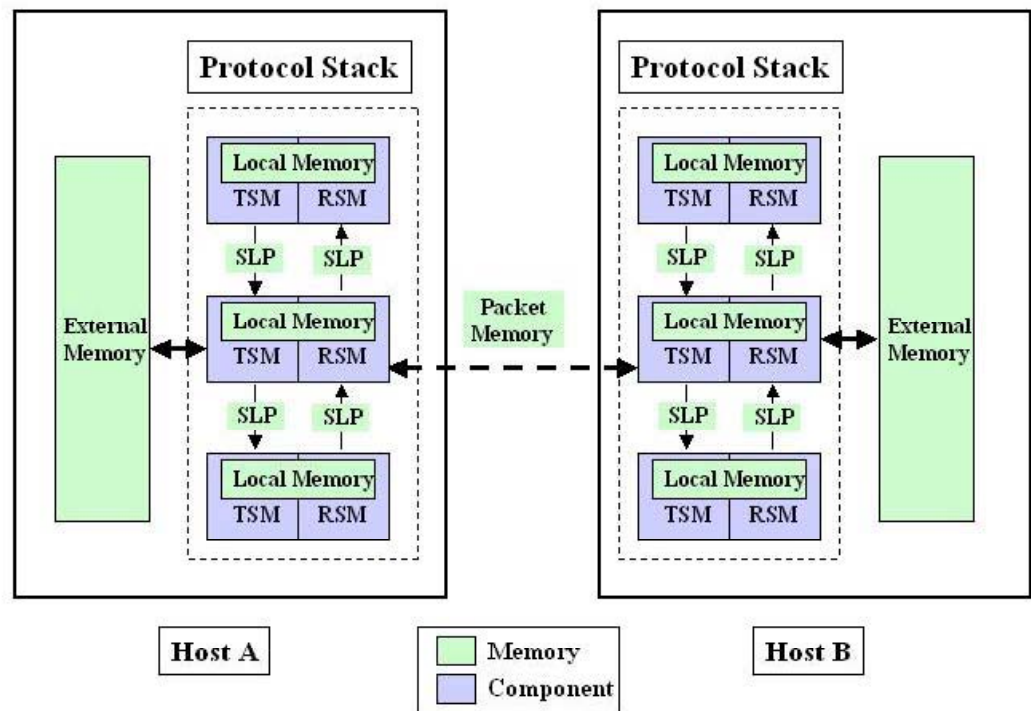 Protocol Stack
Local Memory
TSM RSM
SLP SLP
External
Memory
Local Memory
TSM RSM
SLP SLP
Local Memory
TSM RSM
Packet
Memory
Protocol Stack
Local Memory
TSM RSM
SLP SLP
Local Memory
TSM RSM
External
Memory
SLP SLP
Local Memory
TSM RSM
Host A
Memory
Component
Host B